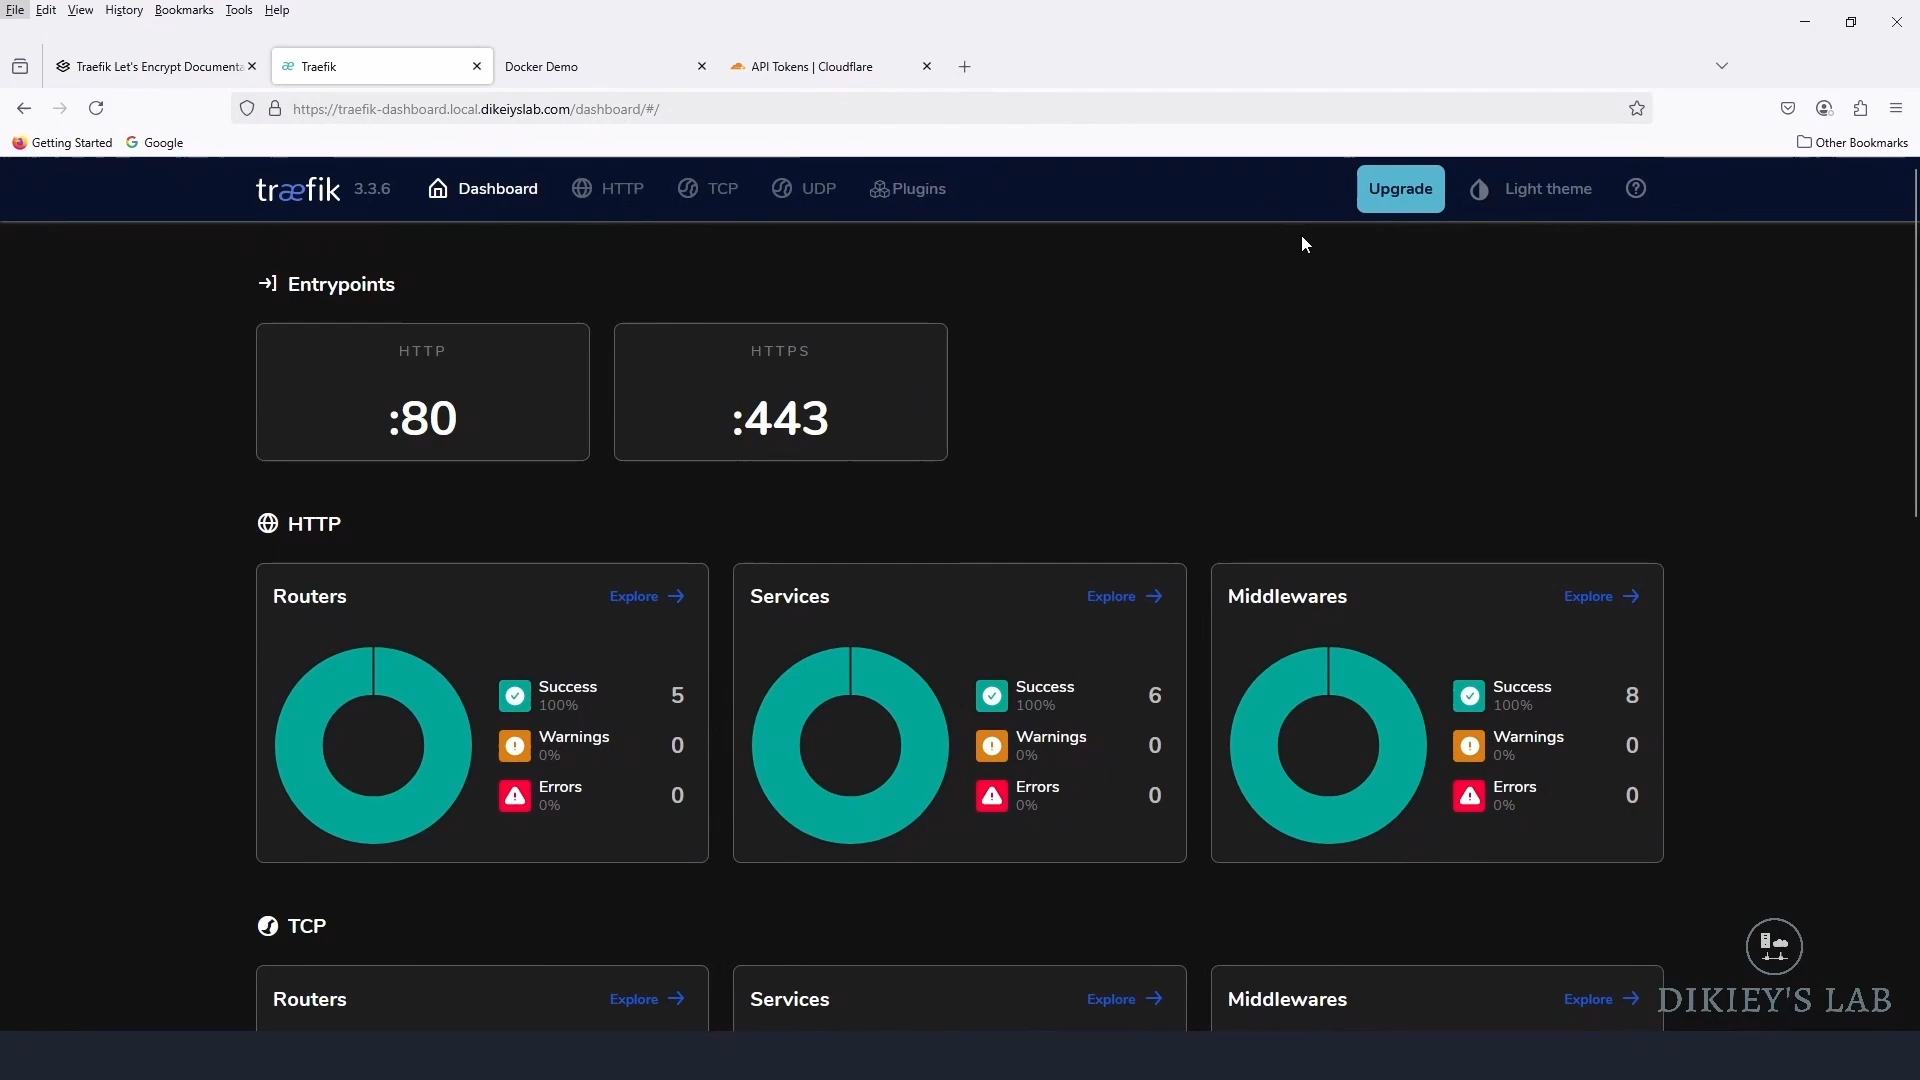 File Edit View History Bookmarks Tools Help
Traefik Let's Encrypt Documenta
Traefik
Docker Demo
API Tokens | Cloudflare
https://traefik-dashboard.local.dikeiyslab.com/dashboard/#/
Getting Started Google Other Bookmarks
træfik 3.3.6 Dashboard HTTP TCP UDP Plugins Upgrade Light theme
Entrypoints
HTTP HTTPS
:80 :443
HTTP
Routers Explore Services Explore Middlewares Explore
Success 5 Success 6 Success 8
100% 100% 100%
Warnings 0 Warnings 0 Warnings 0
0% 0% 0%
Errors 0 Errors 0 Errors 0
0% 0% 0%
TCP
Routers Explore Services Explore Middlewares Explore
DIKIEY'S LAB